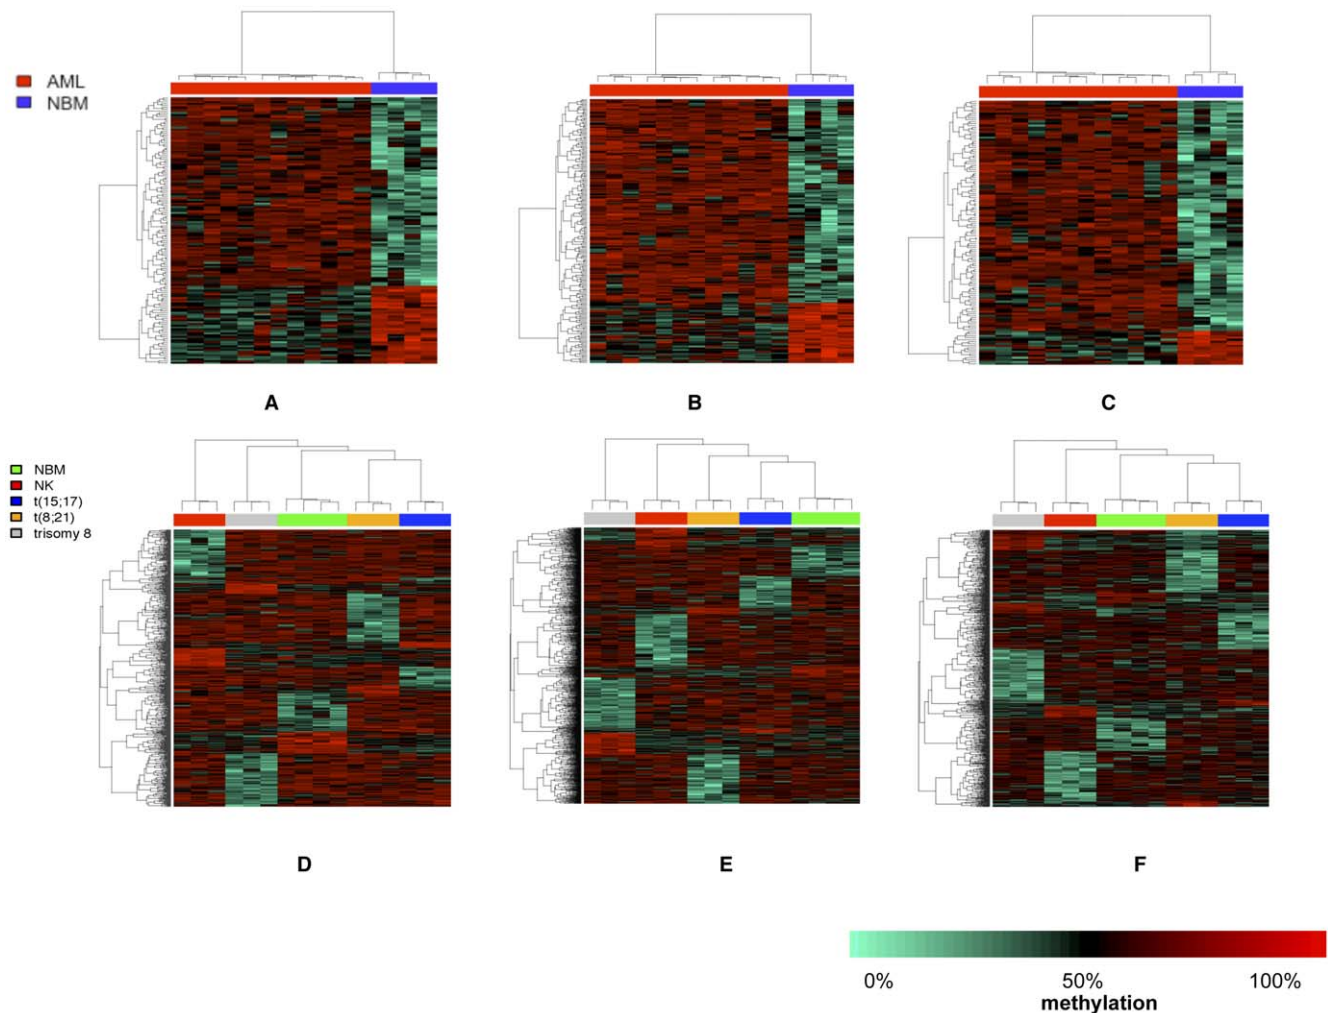 AML
NBM
A
B
C
NBM
NK
t(15;17)
t(8;21)
trisomy 8
D
E
F
0% 50% 100%
methylation